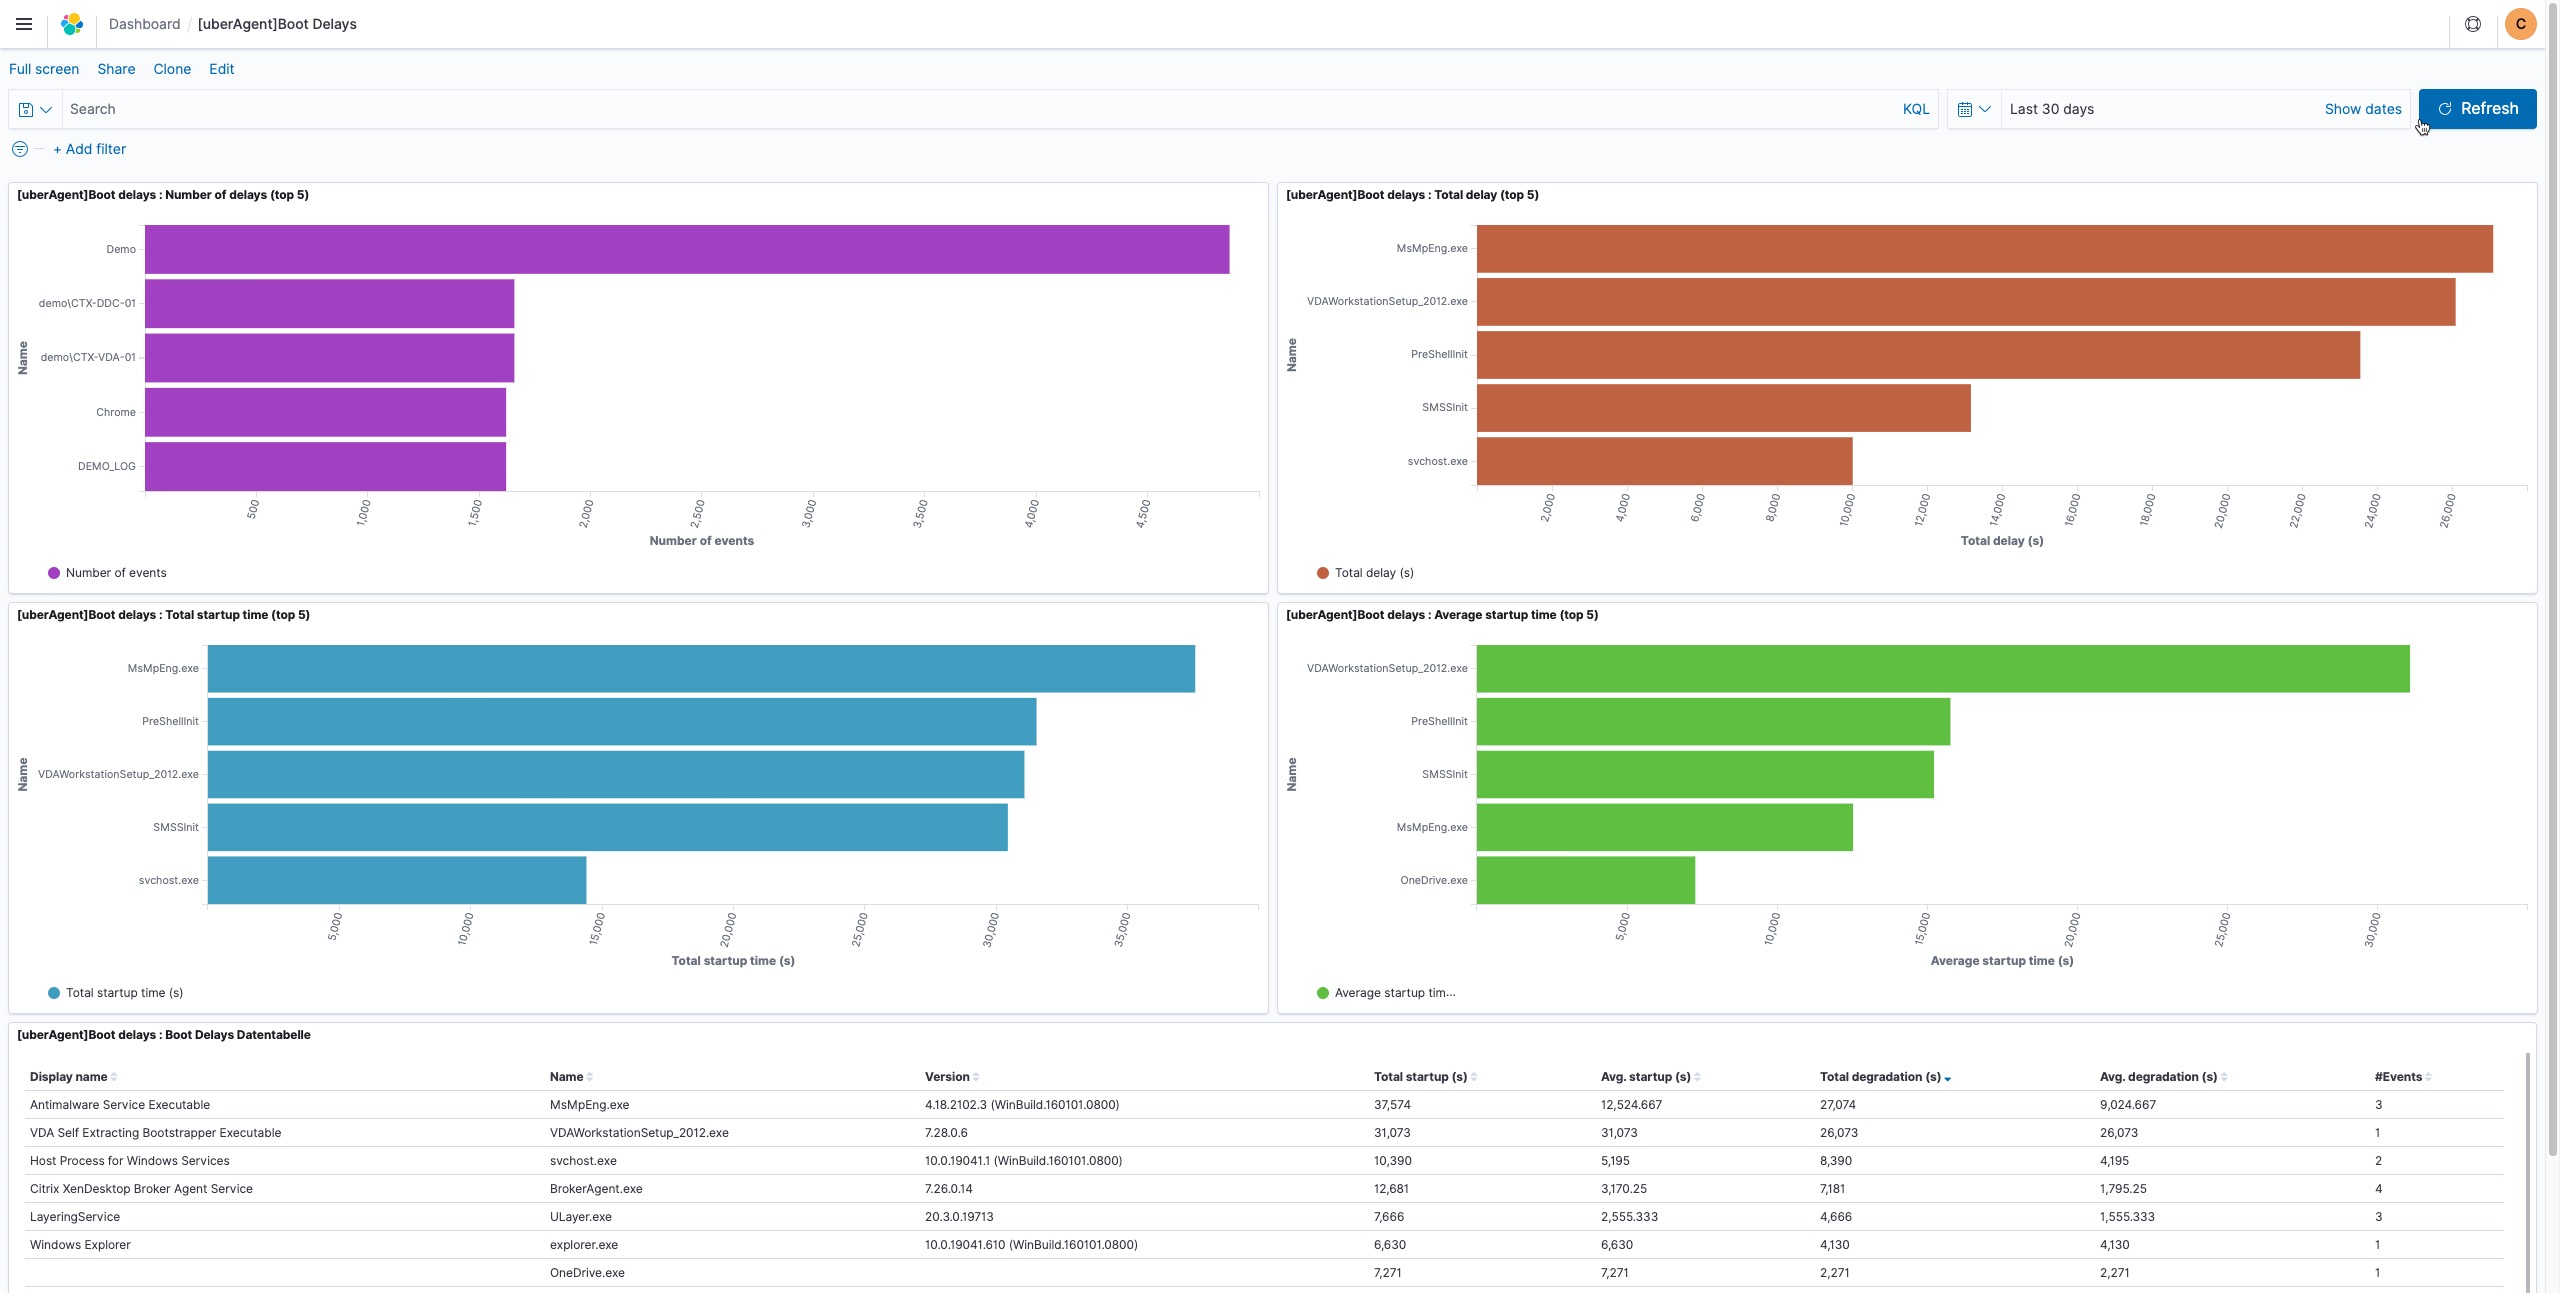 Dashboard / [uberAgent]Boot Delays
C
Full screen Share Clone Edit
Search KQL Last 30 days Show dates Refresh
+ Add filter
[uberAgent]Boot delays : Number of delays (top 5)
Name
Demo
demo\CTX-DDC-01
demo\CTX-VDA-01
Chrome
DEMO_LOG
500 1,000 1,500 2,000 2,500 3,000 3,500 4,000 4,500
Number of events
Number of events
[uberAgent]Boot delays : Total delay (top 5)
Name
MsMpEng.exe
VDAWorkstationSetup_2012.exe
PreShellInit
SMSSInit
svchost.exe
2,000 4,000 6,000 8,000 10,000 12,000 14,000 16,000 18,000 20,000 22,000 24,000 26,000
Total delay (s)
Total delay (s)
[uberAgent]Boot delays : Total startup time (top 5)
Name
MsMpEng.exe
PreShellInit
VDAWorkstationSetup_2012.exe
SMSSInit
svchost.exe
5,000 10,000 15,000 20,000 25,000 30,000 35,000
Total startup time (s)
Total startup time (s)
[uberAgent]Boot delays : Average startup time (top 5)
Name
VDAWorkstationSetup_2012.exe
PreShellInit
SMSSInit
MsMpEng.exe
OneDrive.exe
5,000 10,000 15,000 20,000 25,000 30,000
Average startup time (s)
Average startup tim...
[uberAgent]Boot delays : Boot Delays Datentabelle
Display name Name Version Total startup (s) Avg. startup (s) Total degradation (s) Avg. degradation (s) #Events
Antimalware Service Executable MsMpEng.exe 4.18.2102.3 (WinBuild.160101.0800) 37,574 12,524.667 27,074 9,024.667 3
VDA Self Extracting Bootstrapper Executable VDAWorkstationSetup_2012.exe 7.28.0.6 31,073 31,073 26,073 26,073 1
Host Process for Windows Services svchost.exe 10.0.19041.1 (WinBuild.160101.0800) 10,390 5,195 8,390 4,195 2
Citrix XenDesktop Broker Agent Service BrokerAgent.exe 7.26.0.14 12,681 3,170.25 7,181 1,795.25 4
LayeringService ULayer.exe 20.3.0.19713 7,666 2,555.333 4,666 1,555.333 3
Windows Explorer explorer.exe 10.0.19041.610 (WinBuild.160101.0800) 6,630 6,630 4,130 4,130 1
OneDrive.exe 7,271 7,271 2,271 2,271 1